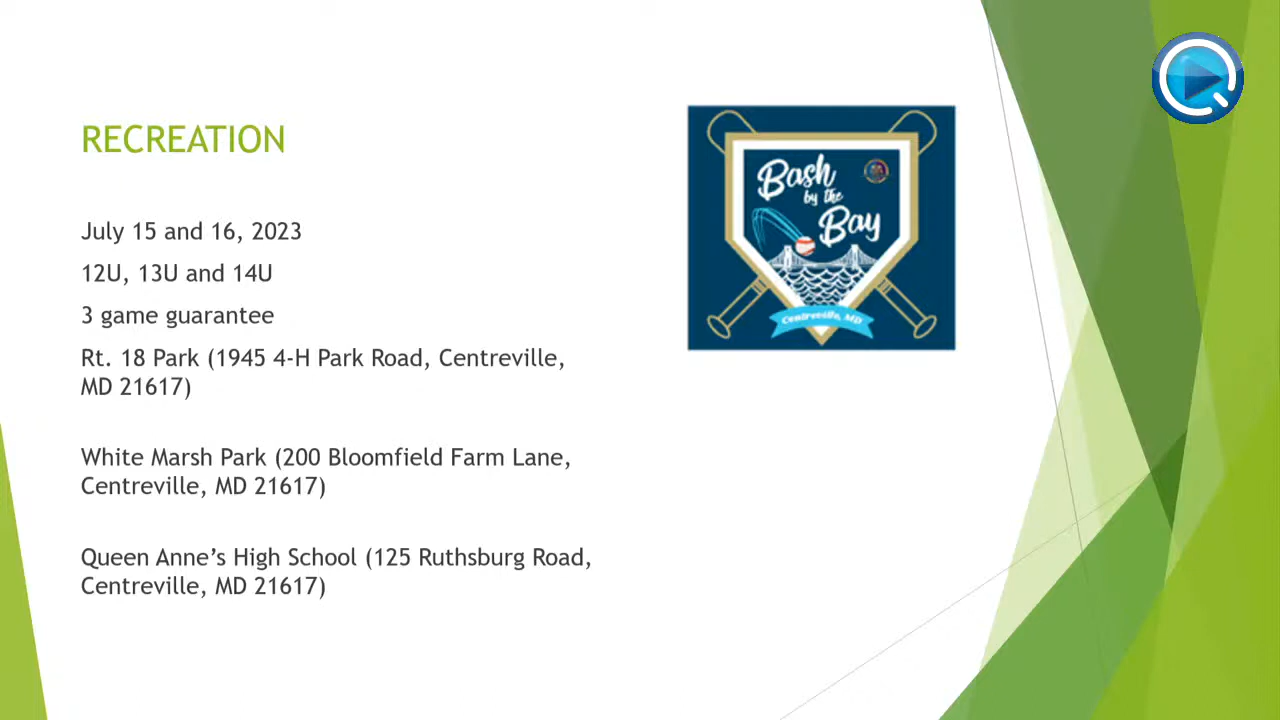 RECREATION
July 15 and 16, 2023
12U, 13U and 14U
3 game guarantee
Rt. 18 Park (1945 4-H Park Road, Centreville,
MD 21617)
White Marsh Park (200 Bloomfield Farm Lane,
Centreville, MD 21617)
Queen Anne’s High School (125 Ruthsburg Road,
Centreville, MD 21617)
Bash
by the
Bay
Centreville, MD